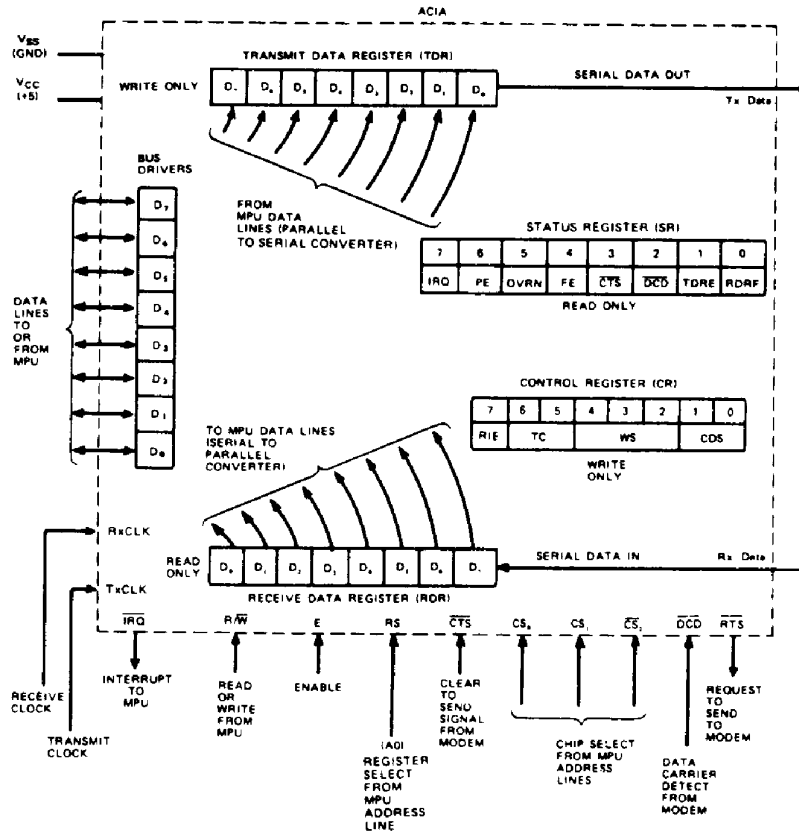 ACIA
VSS
(GND)
VCC
(+5)
TRANSMIT DATA REGISTER (TDR)
WRITE ONLY
D7 D6 D5 D4 D3 D2 D1 D0
SERIAL DATA OUT
Tx Data
BUS
DRIVERS
D7
D6
D5
D4
D3
D2
D1
D0
DATA
LINES
TO
OR
FROM
MPU
FROM
MPU DATA
LINES (PARALLEL
TO SERIAL CONVERTER)
STATUS REGISTER (SR)
7 6 5 4 3 2 1 0
IRQ PE OVRN FE CTS DCD TDRE RDRF
READ ONLY
CONTROL REGISTER (CR)
7 6 5 4 3 2 1 0
RIE TC WS CDS
WRITE
ONLY
TO MPU DATA LINES
(SERIAL TO
PARALLEL
CONVERTER)
RxCLK
TxCLK
READ
ONLY
D0 D1 D2 D3 D4 D5 D6 D7
SERIAL DATA IN
Rx Data
RECEIVE DATA REGISTER (RDR)
IRQ R/W E RS CTS CS0 CS1 CS2 DCD RTS
RECEIVE
CLOCK
TRANSMIT
CLOCK
INTERRUPT
TO MPU
READ
OR
WRITE
FROM
MPU
ENABLE
(A0)
REGISTER
SELECT
FROM
MPU
ADDRESS
LINE
CLEAR
TO
SEND
SIGNAL
FROM
MODEM
CHIP SELECT
FROM MPU
ADDRESS
LINES
DATA
CARRIER
DETECT
FROM
MODEM
REQUEST
TO
SEND
TO
MODEM